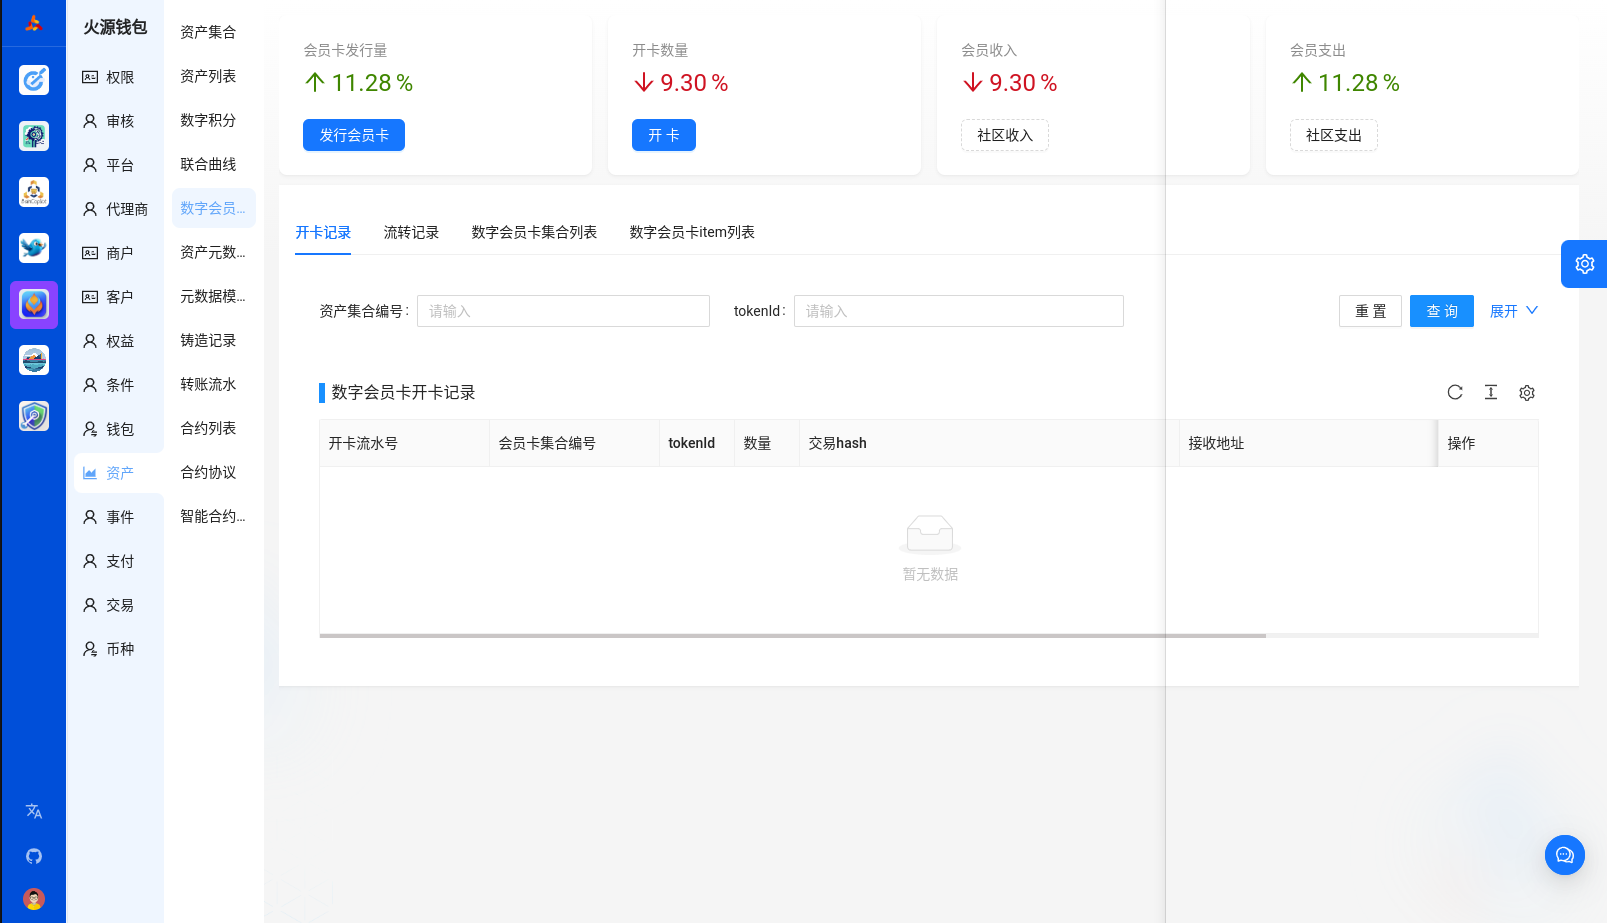 火源钱包
权限
审核
平台
代理商
商户
客户
权益
条件
钱包
资产
事件
支付
交易
币种
资产集合
资产列表
数字积分
联合曲线
数字会员...
资产元数...
元数据模...
铸造记录
转账流水
合约列表
合约协议
智能合约...
会员卡发行量
11.28 %
发行会员卡
开卡数量
9.30 %
开 卡
会员收入
9.30 %
社区收入
会员支出
11.28 %
社区支出
开卡记录 流转记录 数字会员卡集合列表 数字会员卡item列表
资产集合编号: 请输入 tokenId: 请输入 重 置 查 询 展开
数字会员卡开卡记录
开卡流水号 会员卡集合编号 tokenId 数量 交易hash 接收地址 操作
暂无数据